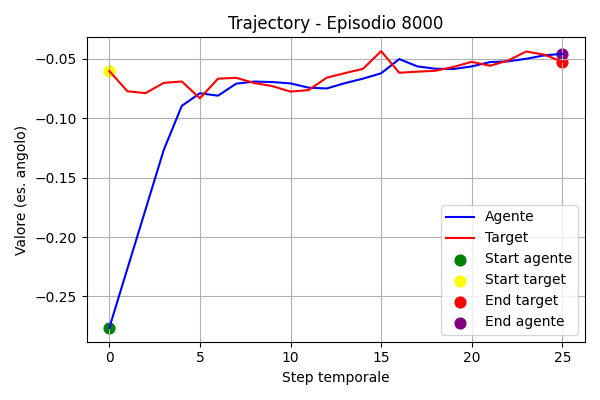 Trajectory - Episodio 8000
Valore (es. angolo)
−0.05
−0.10
−0.15
−0.20
−0.25
0
5
10
15
20
25
Step temporale
Agente
Target
Start agente
Start target
End target
End agente